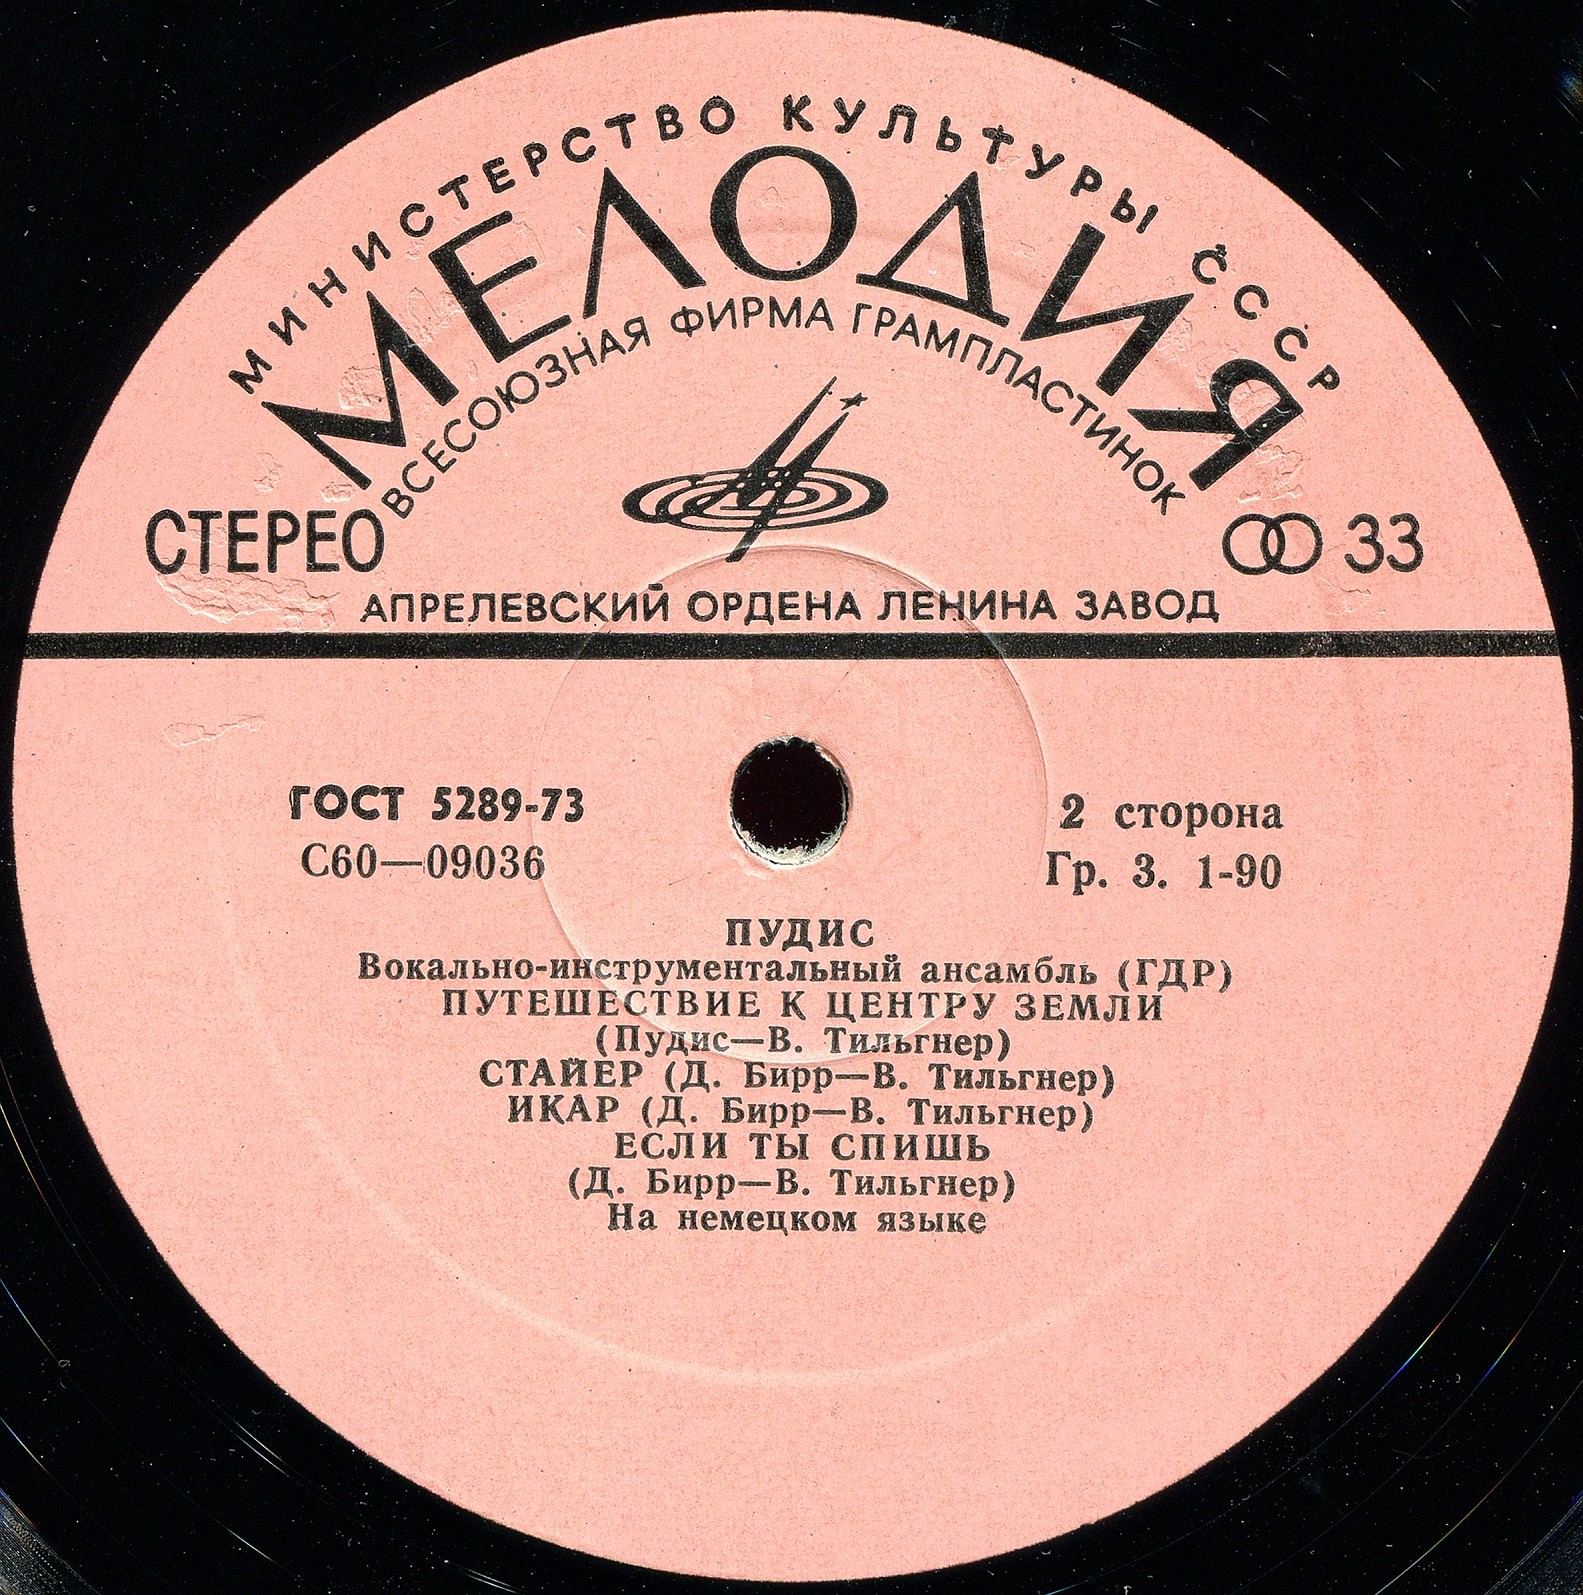 МИНИСТЕРСТВО КУЛЬТУРЫ СССР
МЕЛОДИЯ
ВСЕСОЮЗНАЯ ФИРМА ГРАМПЛАСТИНОК
СТЕРЕО
33
АПРЕЛЕВСКИЙ ОРДЕНА ЛЕНИНА ЗАВОД
ГОСТ 5289-73
С60—09036
2 сторона
Гр. 3. 1-90
ПУДИС
Вокально-инструментальный ансамбль (ГДР)
ПУТЕШЕСТВИЕ К ЦЕНТРУ ЗЕМЛИ
(Пудис—В. Тильгнер)
СТАЙЕР (Д. Бирр—В. Тильгнер)
ИКАР (Д. Бирр—В. Тильгнер)
ЕСЛИ ТЫ СПИШЬ
(Д. Бирр—В. Тильгнер)
На немецком языке